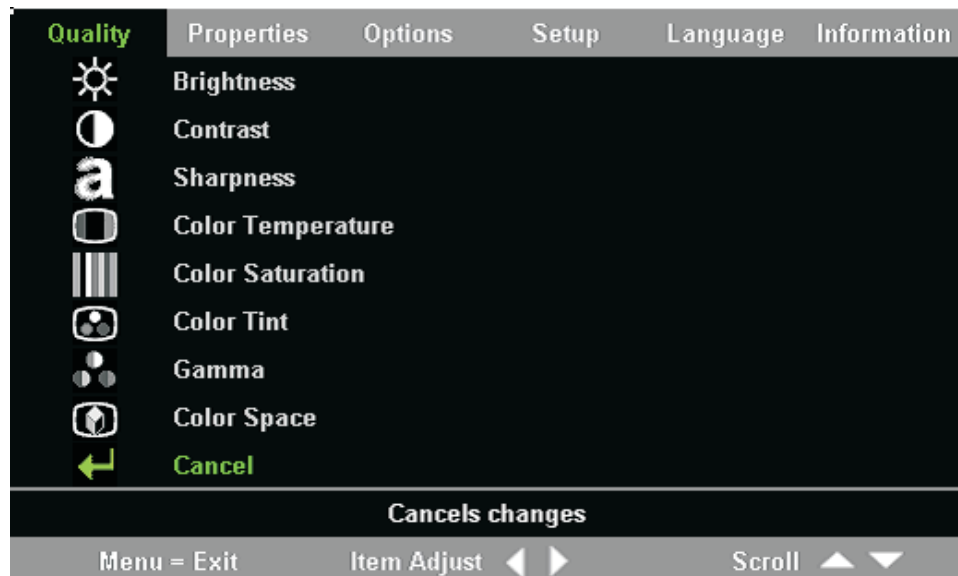 Quality Properties Options Setup Language Information
Brightness
Contrast
a Sharpness
Color Temperature
Color Saturation
Color Tint
Gamma
Color Space
Cancel
Cancels changes
Menu = Exit Item Adjust Scroll